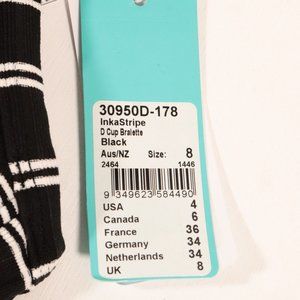 30950D-178
InkaStripe
D Cup Bralette
Black
Aus/NZ Size: 8
2464 1446
9 349623 584490
USA 4
Canada 6
France 36
Germany 34
Netherlands 34
UK 8